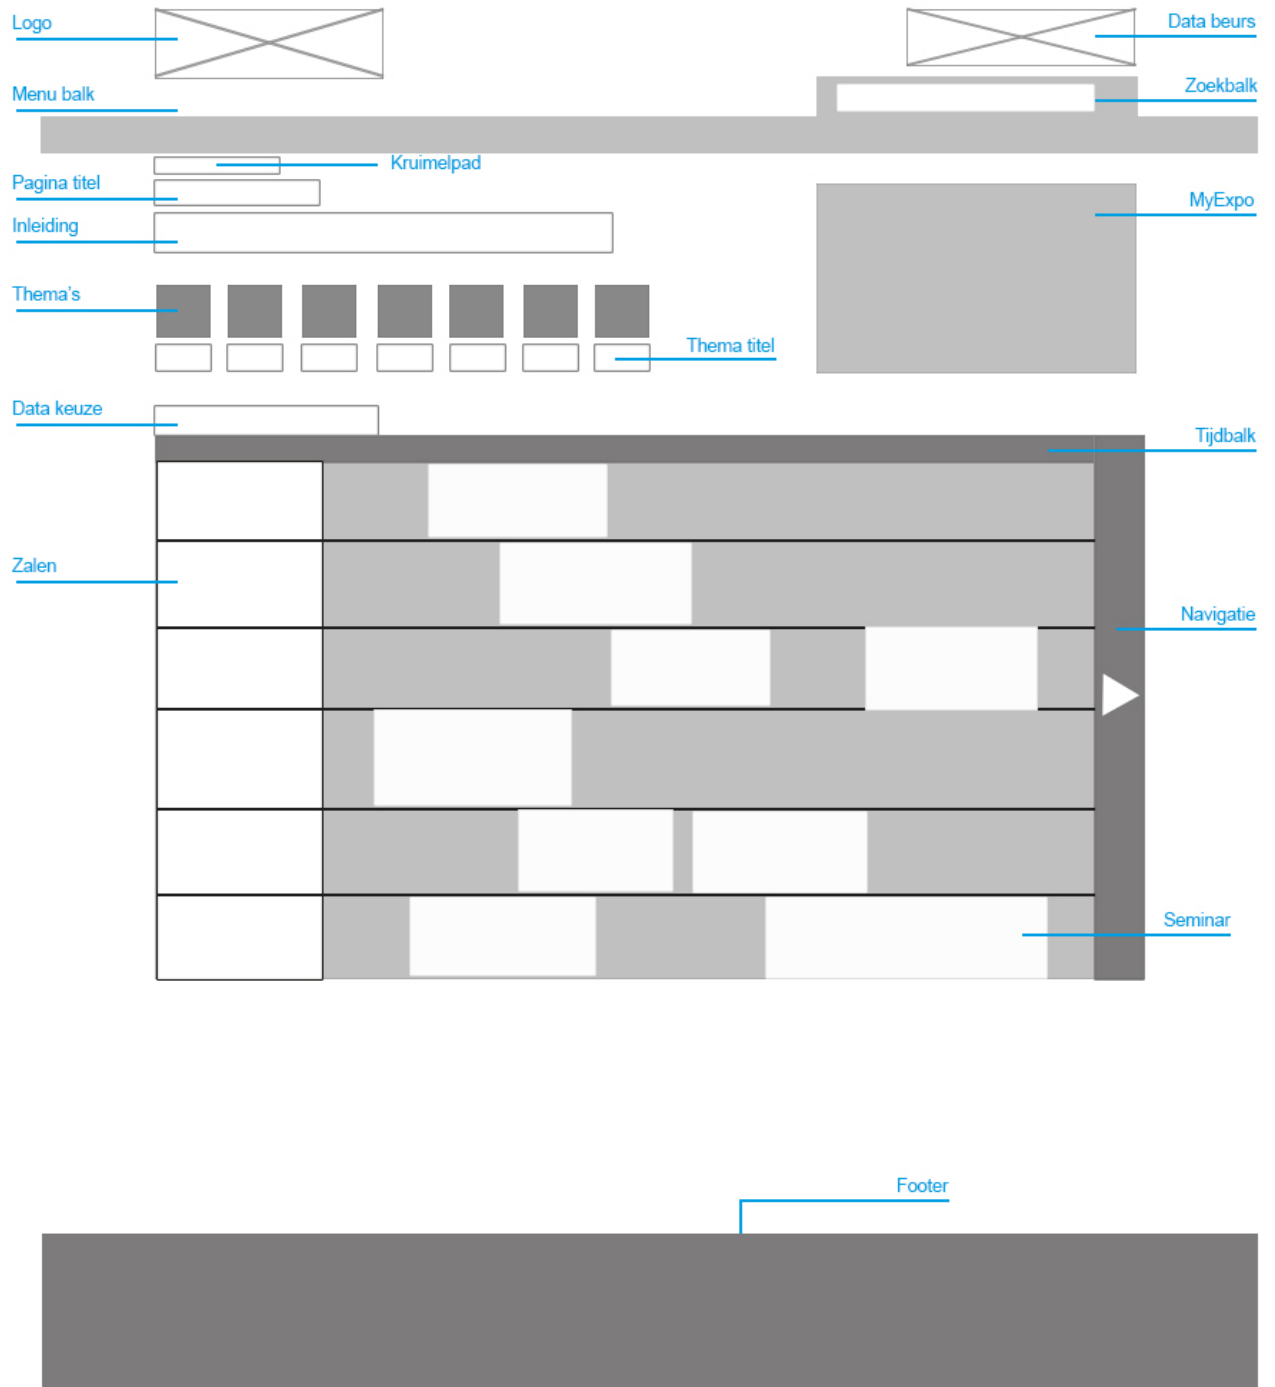 Logo
Data beurs
Zoekbalk
Menu balk
Kruimelpad
Pagina titel
MyExpo
Inleiding
Thema's
Thema titel
Data keuze
Tijdbalk
Zalen
Navigatie
Seminar
Footer